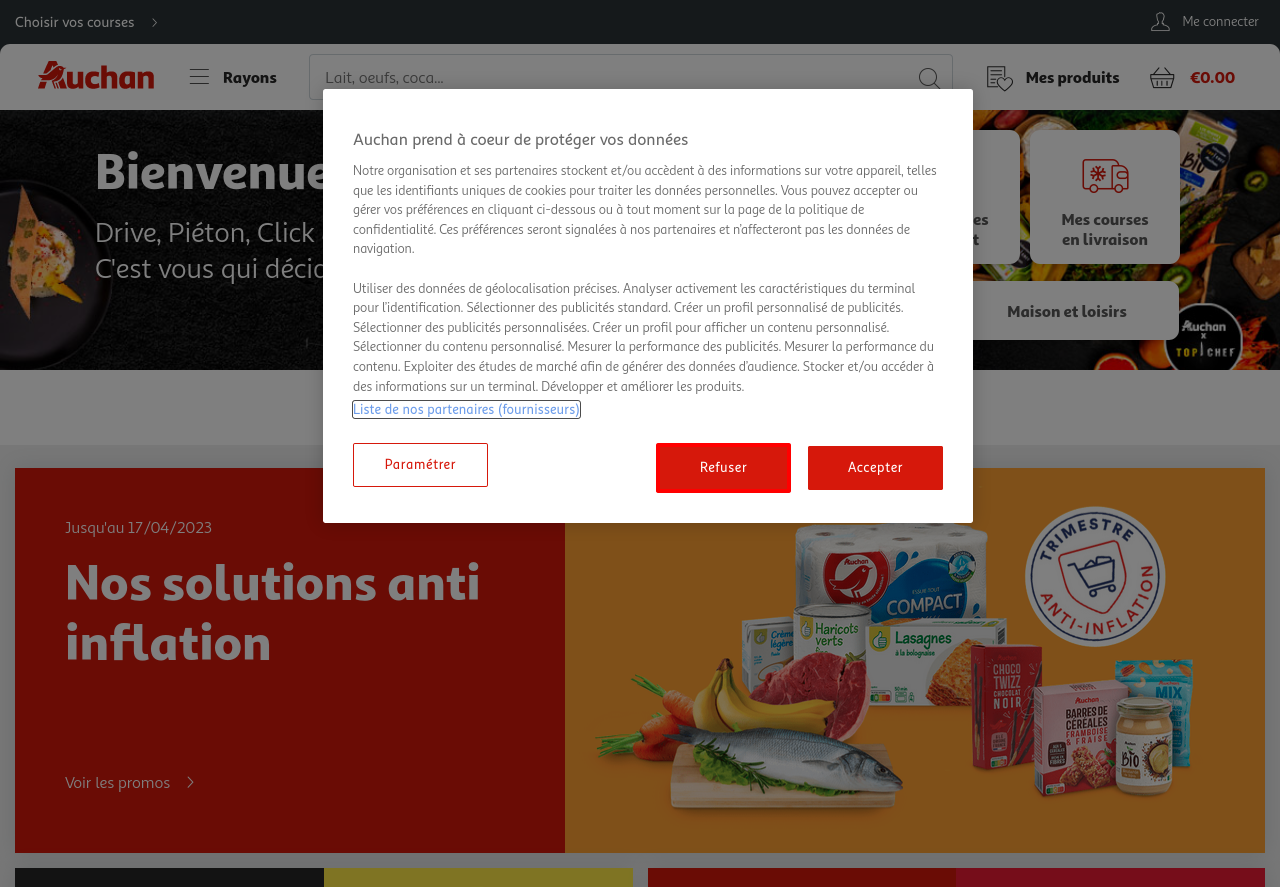 Choisir vos courses
Me connecter
Auchan
Rayons
Lait, oeufs, coca...
Mes produits
€0.00
Bienvenue
Drive, Piéton, Click
C'est vous qui décid
es
t
Mes courses
en livraison
Maison et loisirs
Auchan
x
TOP CHEF
BIO
Auchan prend à coeur de protéger vos données
Notre organisation et ses partenaires stockent et/ou accèdent à des informations sur votre appareil, telles
que les identifiants uniques de cookies pour traiter les données personnelles. Vous pouvez accepter ou
gérer vos préférences en cliquant ci-dessous ou à tout moment sur la page de la politique de
confidentialité. Ces préférences seront signalées à nos partenaires et n'affecteront pas les données de
navigation.
Utiliser des données de géolocalisation précises. Analyser activement les caractéristiques du terminal
pour l'identification. Sélectionner des publicités standard. Créer un profil personnalisé de publicités.
Sélectionner des publicités personnalisées. Créer un profil pour afficher un contenu personnalisé.
Sélectionner du contenu personnalisé. Mesurer la performance des publicités. Mesurer la performance du
contenu. Exploiter des études de marché afin de générer des données d'audience. Stocker et/ou accéder à
des informations sur un terminal. Développer et améliorer les produits.
Liste de nos partenaires (fournisseurs)
Paramétrer
Refuser
Accepter
Jusqu'au 17/04/2023
Nos solutions anti
inflation
Voir les promos
TRIMESTRE
ANTI-INFLATION
Auchan
ESSUIE TOUT
COMPACT
Crème
légère
Haricots
verts
Lasagnes
à la bolognaise
CHOCO
TWIZZ
CHOCOLAT
NOIR
Auchan
BARRES DE
CÉRÉALES
FRAMBOISE
& FRAISE
MIX
BIO